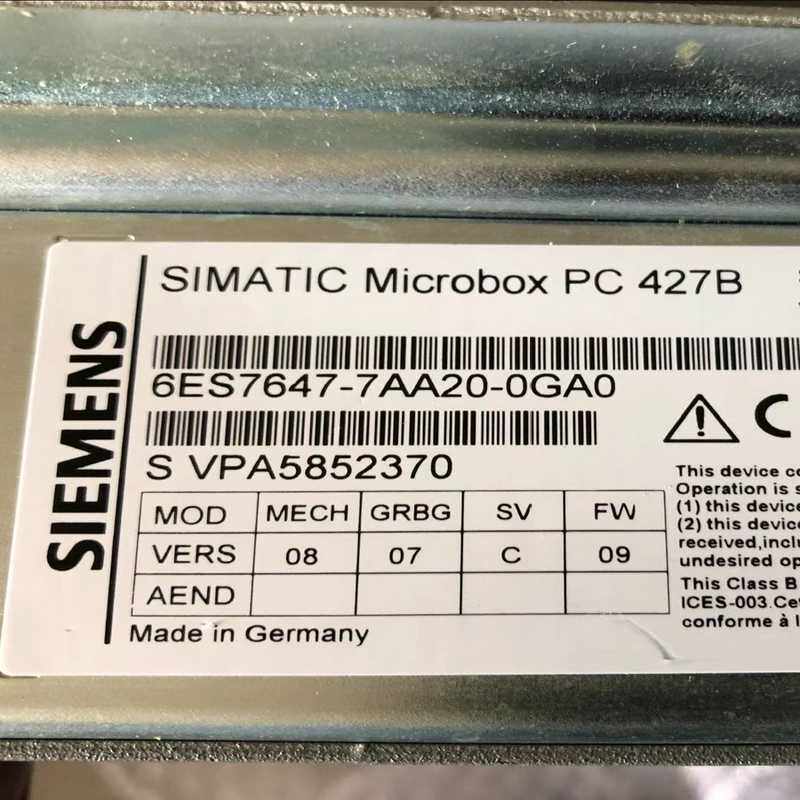 SIEMENS
SIMATIC Microbox PC 427B
6ES7647-7AA20-0GA0
S VPA5852370
MOD MECH GRBG SV FW
VERS 08 07 C 09
AEND
Made in Germany
This device
Operation is
(1) this device
(2) this device
received,
undesired
This Class B
ICES-003.
conforme à